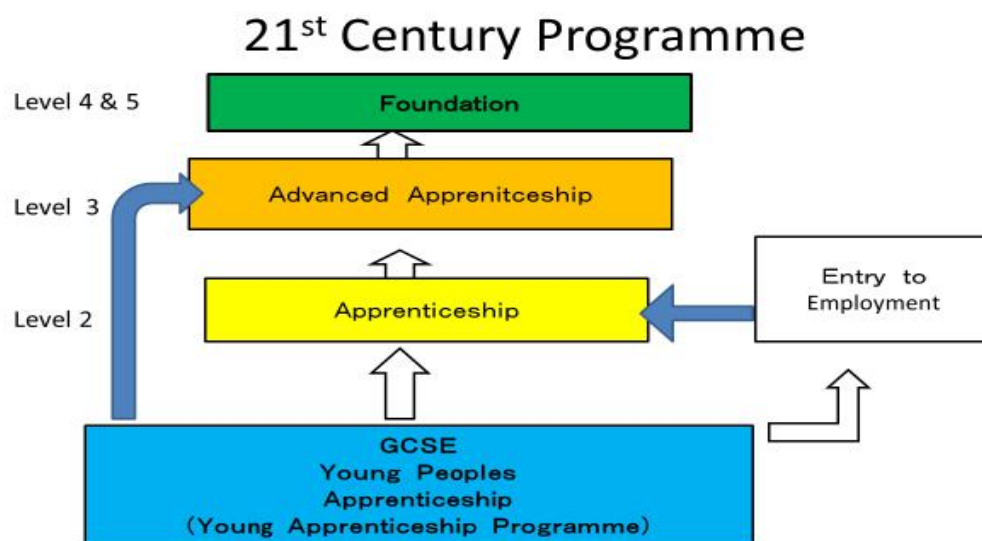 21st Century Programme
Level 4 & 5
Foundation
Advanced Apprenitceship
Level 3
Entry to
Employment
Apprenticeship
Level 2
GCSE
Young Peoples
Apprenticeship
(Young Apprenticeship Programme)